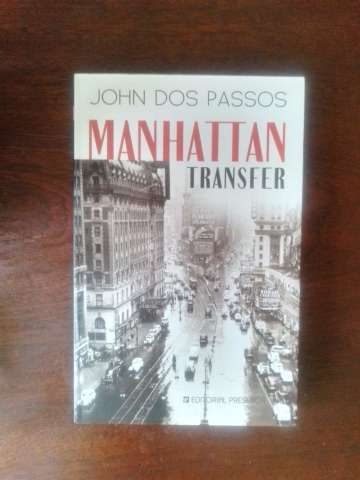 JOHN DOS PASSOS
MANHATTAN
TRANSFER
EDITORIAL PRESENÇA